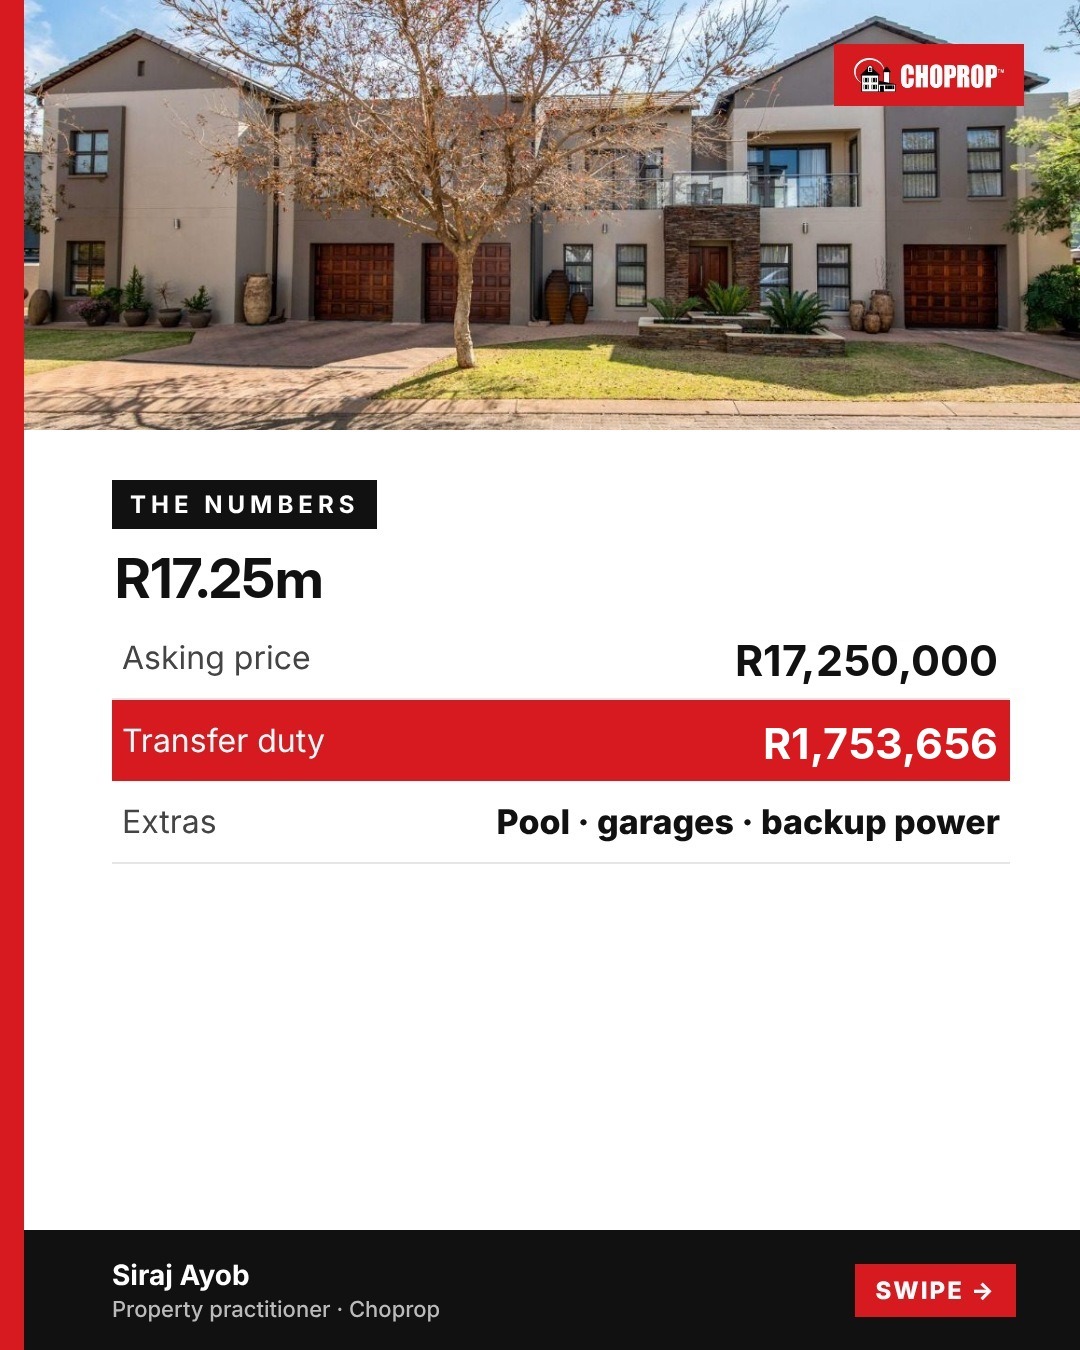 CHOPROP™
THE NUMBERS
R17.25m
Asking price R17,250,000
Transfer duty R1,753,656
Extras Pool · garages · backup power
Siraj Ayob
Property practitioner · Choprop
SWIPE →